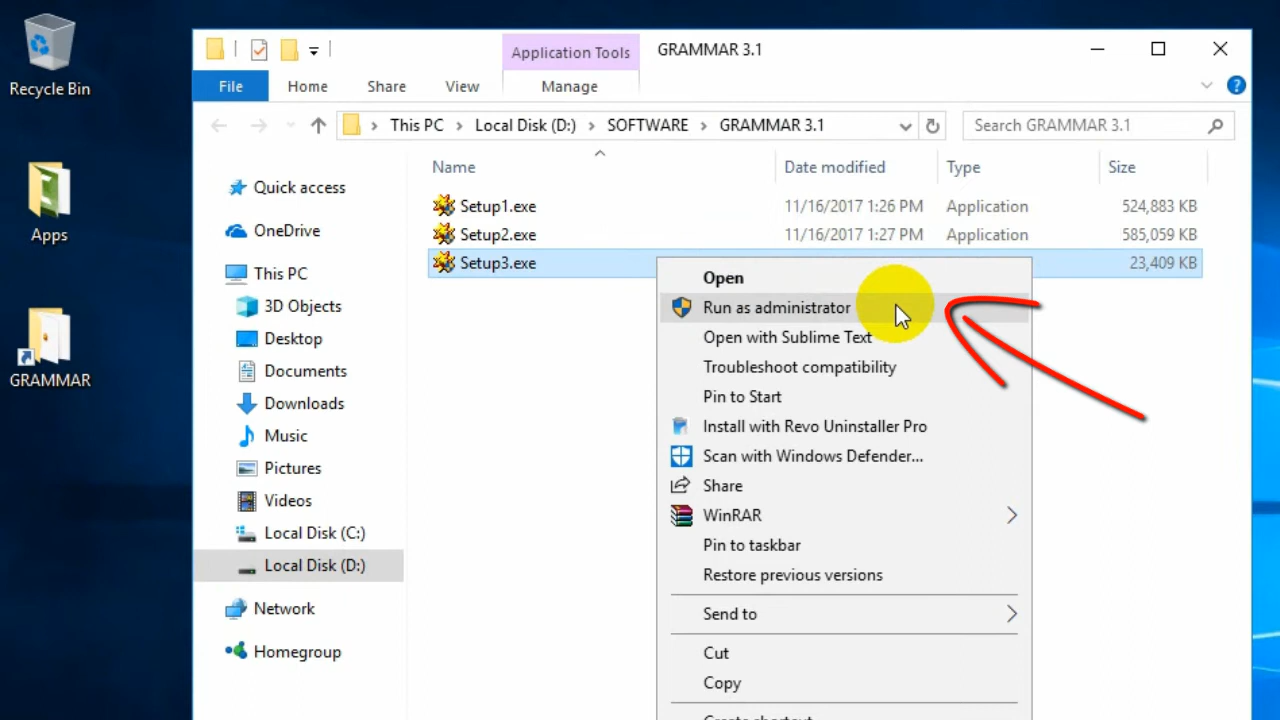 Recycle Bin
Apps
GRAMMAR
Application Tools
GRAMMAR 3.1
File
Home
Share
View
Manage
?
This PC
Local Disk (D:)
SOFTWARE
GRAMMAR 3.1
Search GRAMMAR 3.1
Name
Date modified
Type
Size
Setup1.exe
11/16/2017 1:26 PM
Application
524,883 KB
Setup2.exe
11/16/2017 1:27 PM
Application
585,059 KB
Setup3.exe
23,409 KB
Quick access
OneDrive
This PC
3D Objects
Desktop
Documents
Downloads
Music
Pictures
Videos
Local Disk (C:)
Local Disk (D:)
Network
Homegroup
Open
Run as administrator
Open with Sublime Text
Troubleshoot compatibility
Pin to Start
Install with Revo Uninstaller Pro
Scan with Windows Defender...
Share
WinRAR
Pin to taskbar
Restore previous versions
Send to
Cut
Copy
Create shortcut